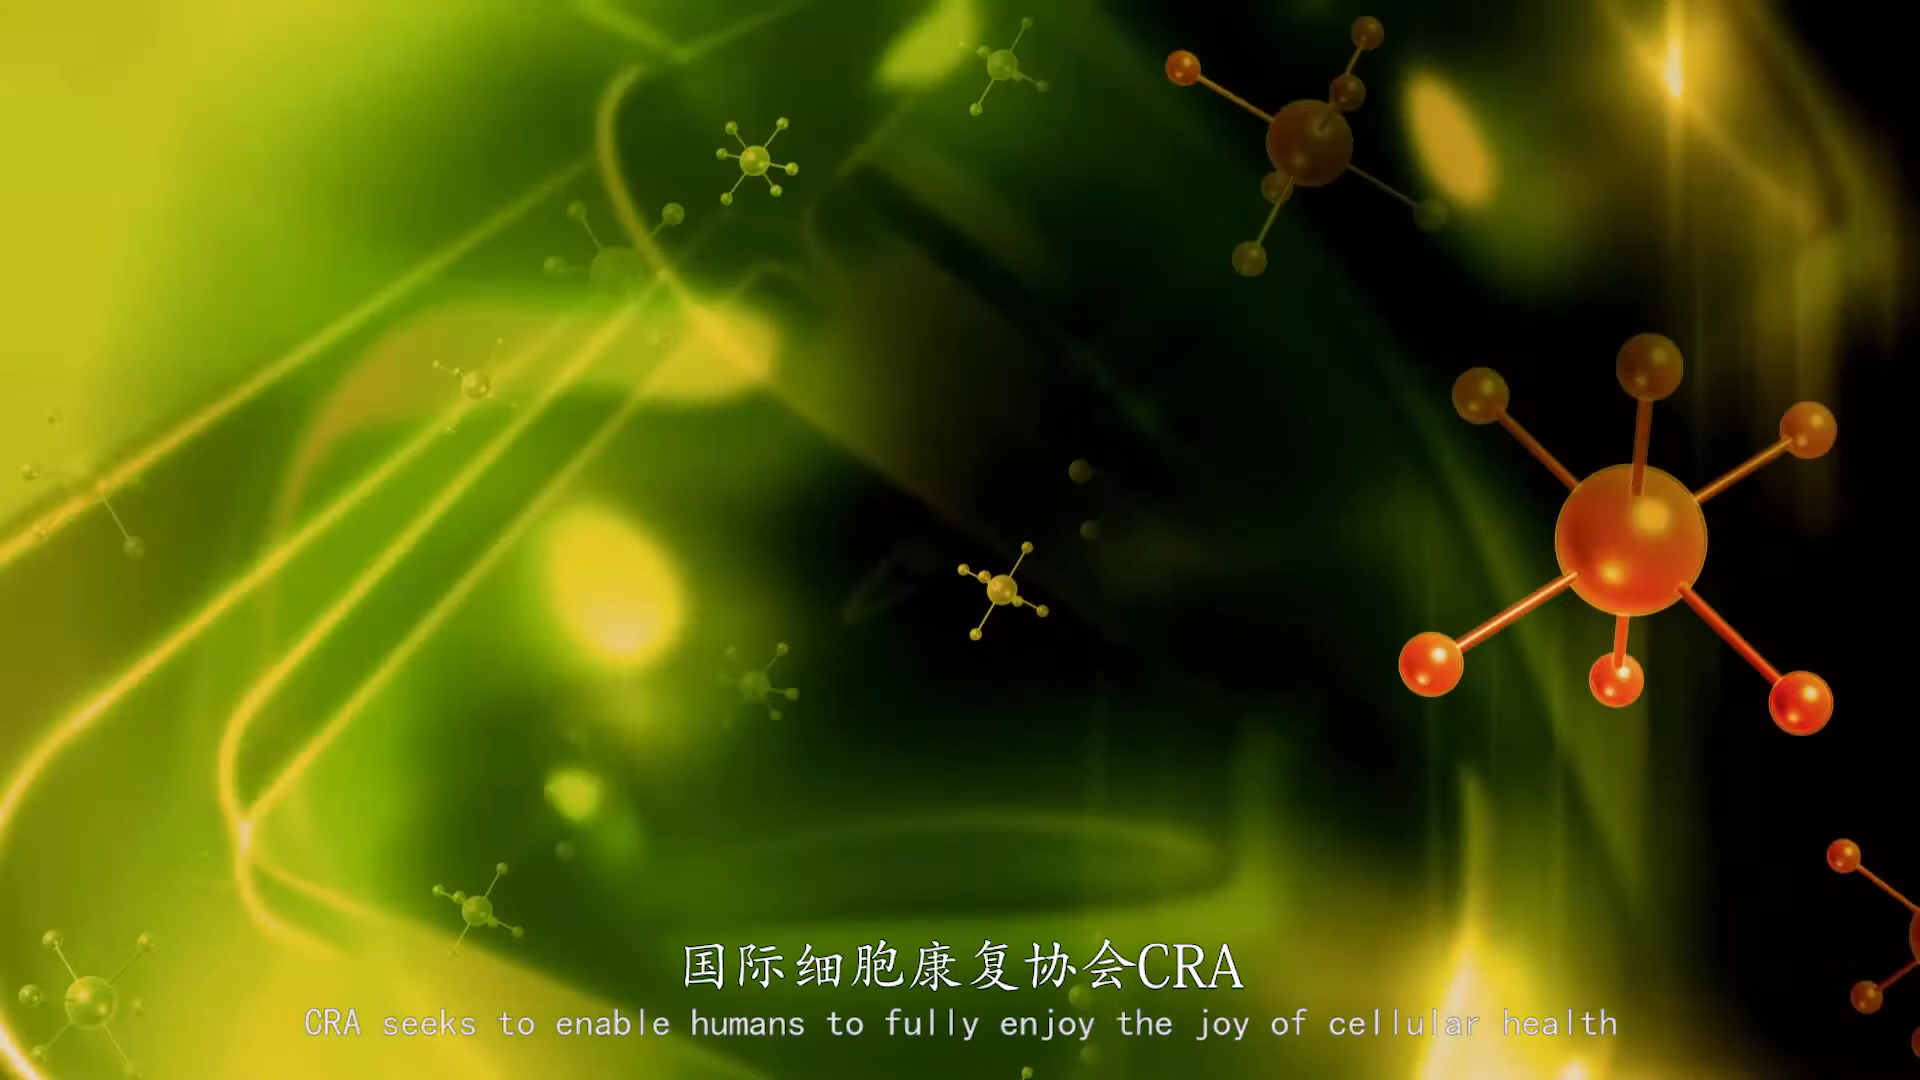 国际细胞康复协会CRA
CRA seeks to enable humans to fully enjoy the joy of cellular health